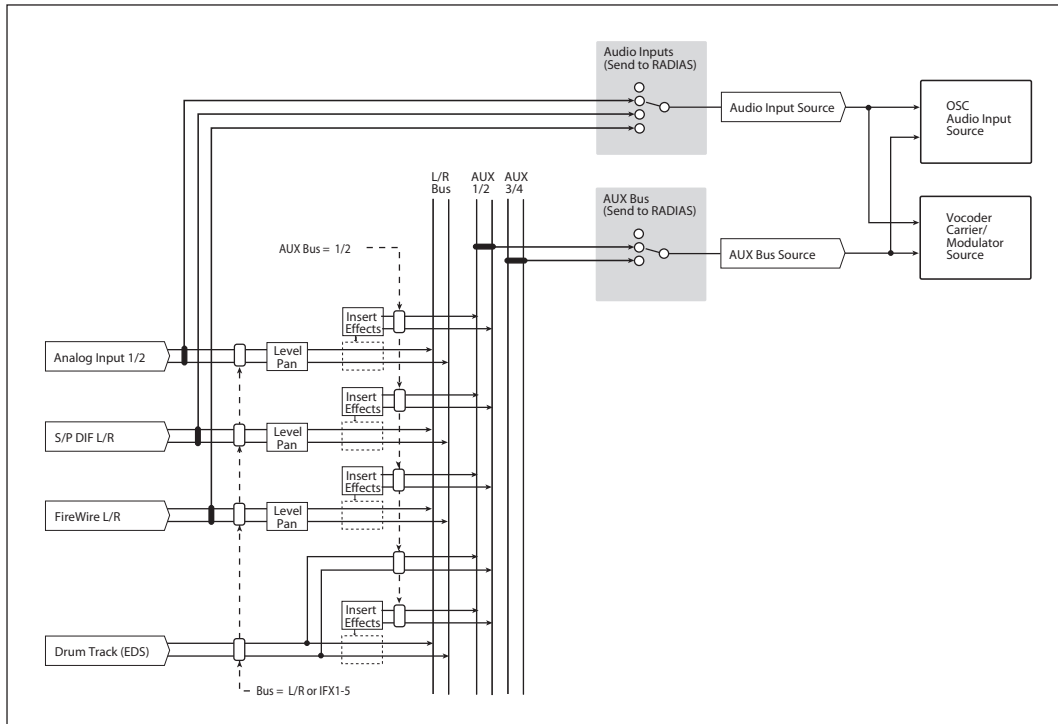 Audio Inputs
(Send to RADIAS)
Audio Input Source
OSC
Audio Input
Source
L/R
Bus
AUX
1/2
AUX
3/4
AUX Bus
(Send to RADIAS)
AUX Bus Source
Vocoder
Carrier/
Modulator
Source
AUX Bus = 1/2
Insert
Effects
Analog Input 1/2
Level
Pan
Insert
Effects
S/P DIF L/R
Level
Pan
Insert
Effects
FireWire L/R
Level
Pan
Insert
Effects
Drum Track (EDS)
Bus = L/R or IFX1-5